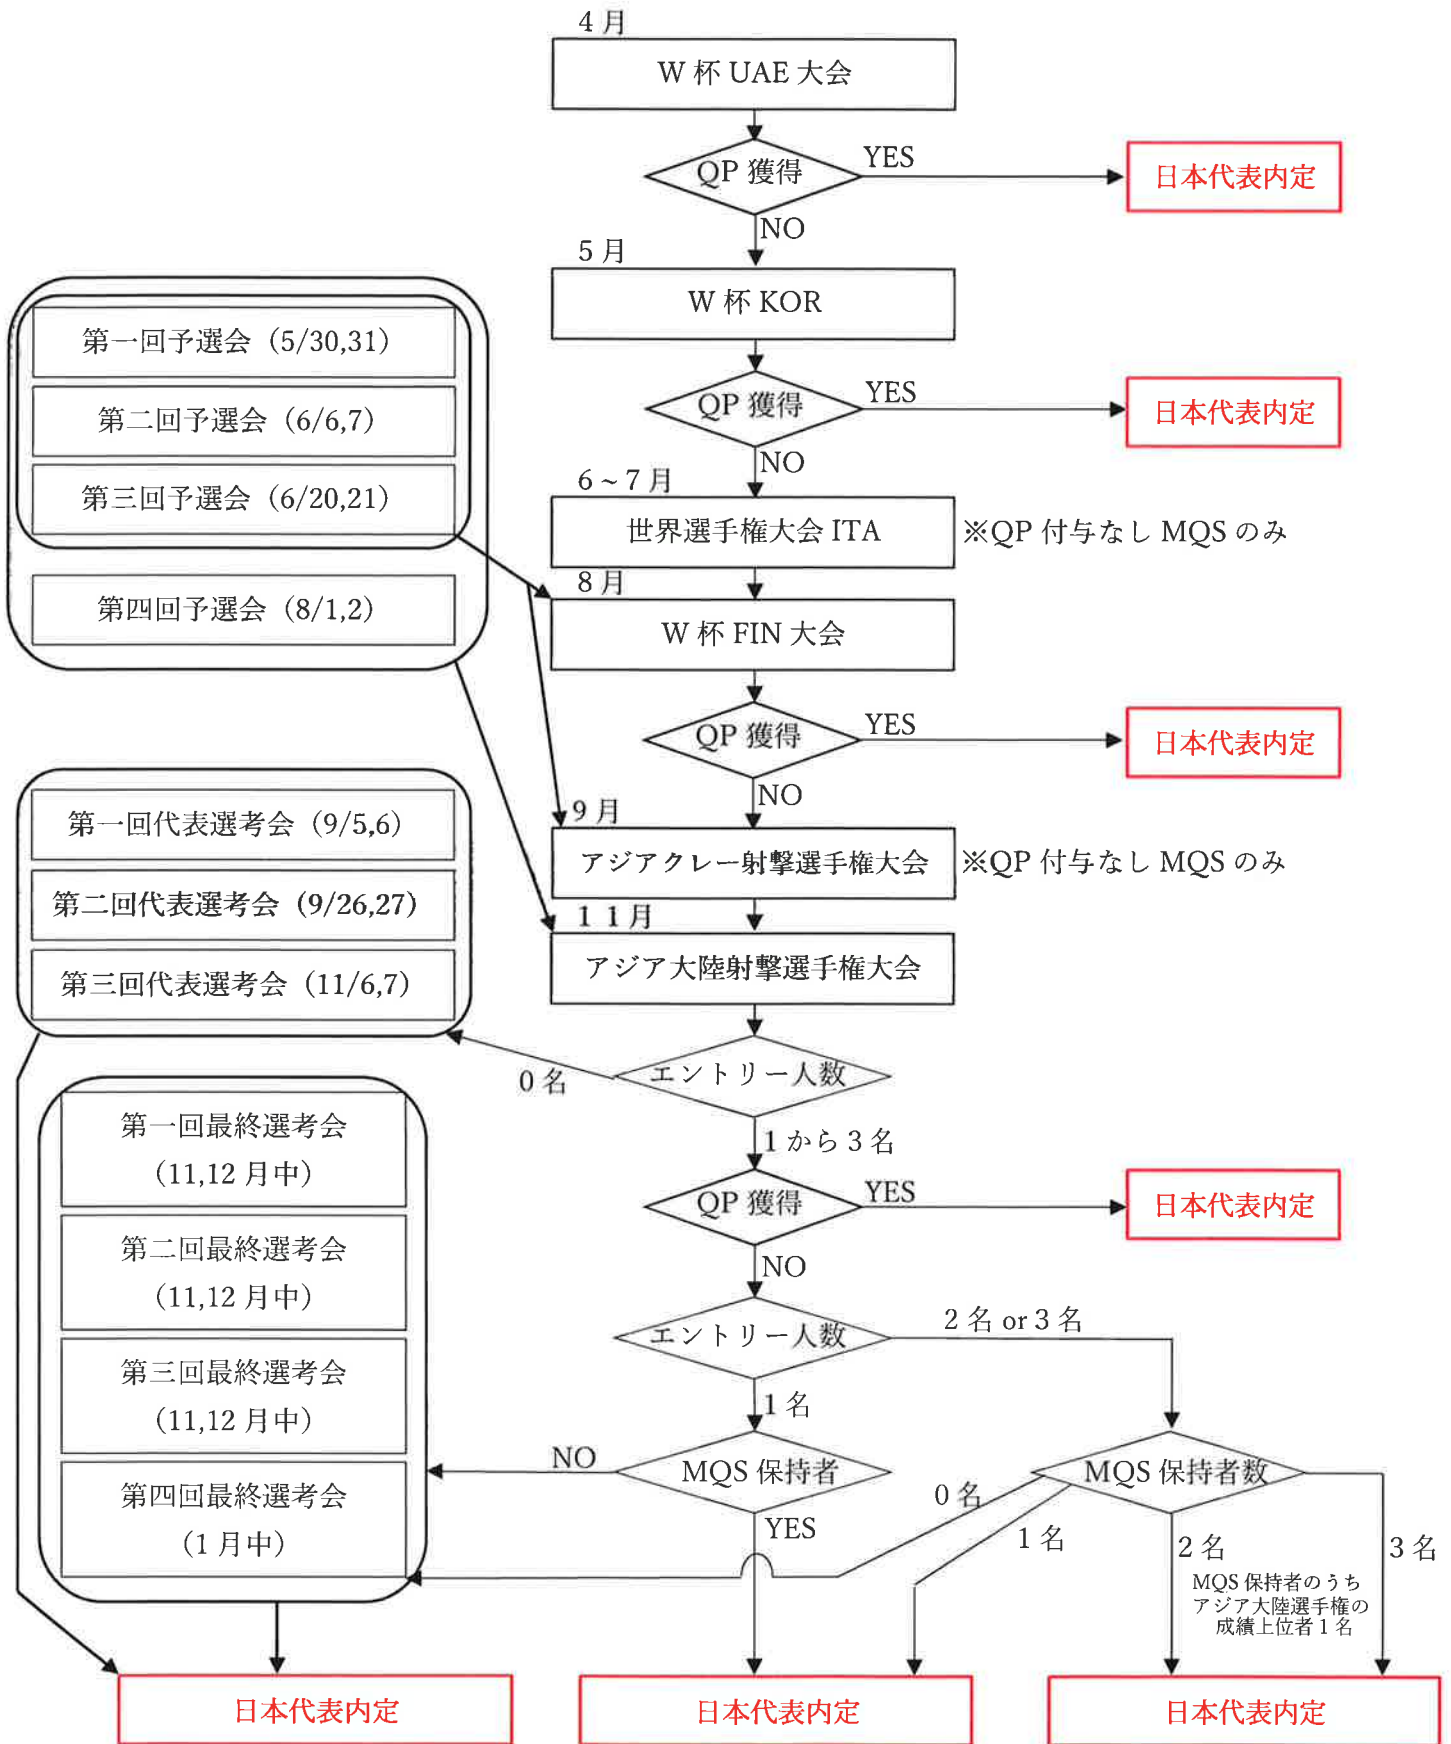 4月
W 杯 UAE 大会
QP 獲得
YES
日本代表内定
NO
5月
W 杯 KOR
QP 獲得
YES
日本代表内定
NO
6~7月
世界選手権大会 ITA
※QP 付与なし MQS のみ
8月
W 杯 FIN 大会
QP 獲得
YES
日本代表内定
NO
9月
アジアクレー射撃選手権大会
※QP 付与なし MQS のみ
11月
アジア大陸射撃選手権大会
エントリー人数
0名
1から3名
QP 獲得
YES
日本代表内定
NO
エントリー人数
2名 or 3名
1名
MQS 保持者
NO
YES
MQS 保持者数
0名
1名
2名
3名
MQS 保持者のうち
アジア大陸選手権の
成績上位者1名
第一回予選会(5/30,31)
第二回予選会(6/6,7)
第三回予選会(6/20,21)
第四回予選会(8/1,2)
第一回代表選考会(9/5,6)
第二回代表選考会(9/26,27)
第三回代表選考会(11/6,7)
第一回最終選考会
(11,12月中)
第二回最終選考会
(11,12月中)
第三回最終選考会
(11,12月中)
第四回最終選考会
(1月中)
日本代表内定
日本代表内定
日本代表内定